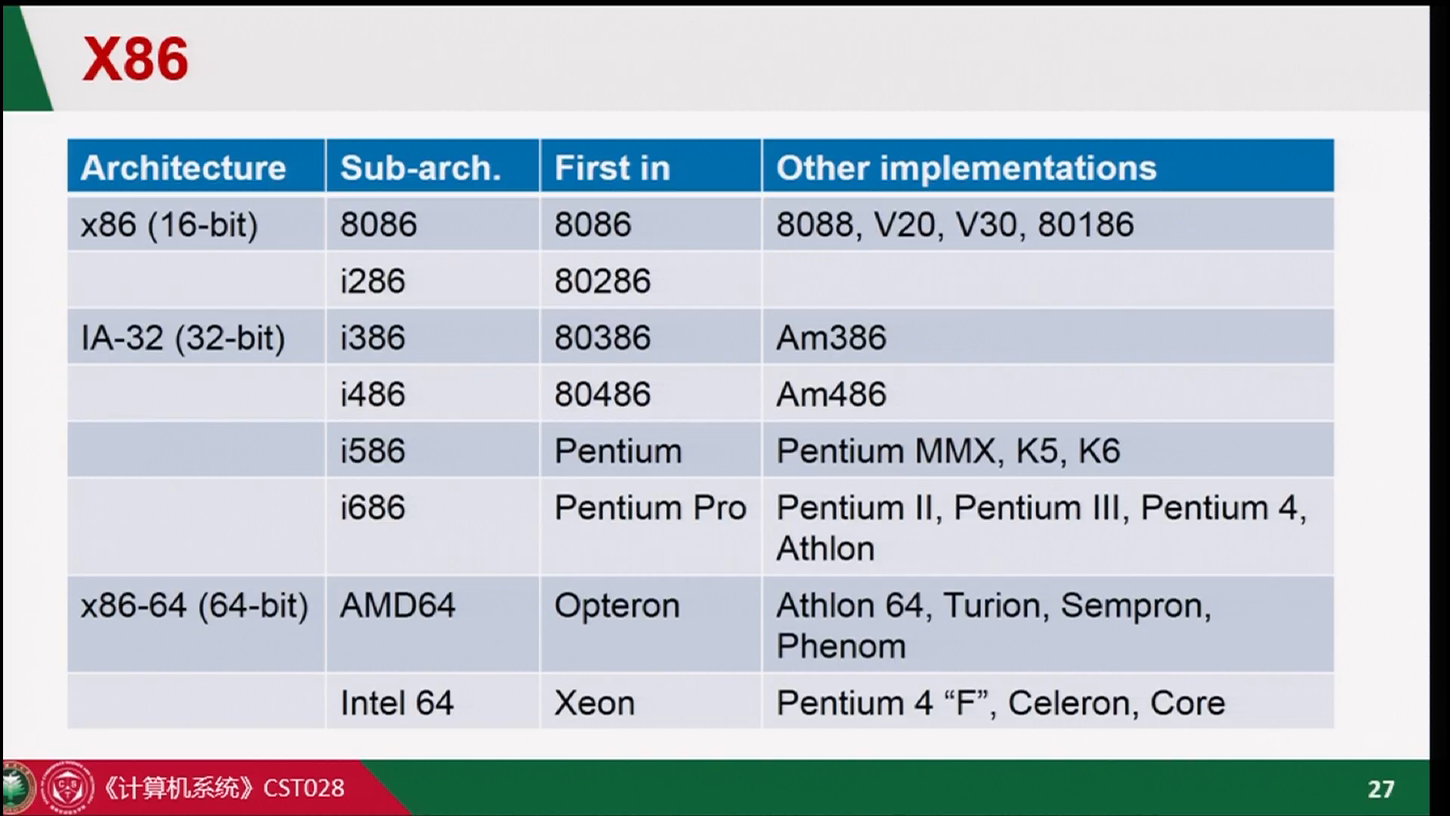 X86
Architecture Sub-arch. First in Other implementations
x86 (16-bit) 8086 8086 8088, V20, V30, 80186
i286 80286
IA-32 (32-bit) i386 80386 Am386
i486 80486 Am486
i586 Pentium Pentium MMX, K5, K6
i686 Pentium Pro Pentium II, Pentium III, Pentium 4,
Athlon
x86-64 (64-bit) AMD64 Opteron Athlon 64, Turion, Sempron,
Phenom
Intel 64 Xeon Pentium 4 “F”, Celeron, Core
《计算机系统》CST028
27